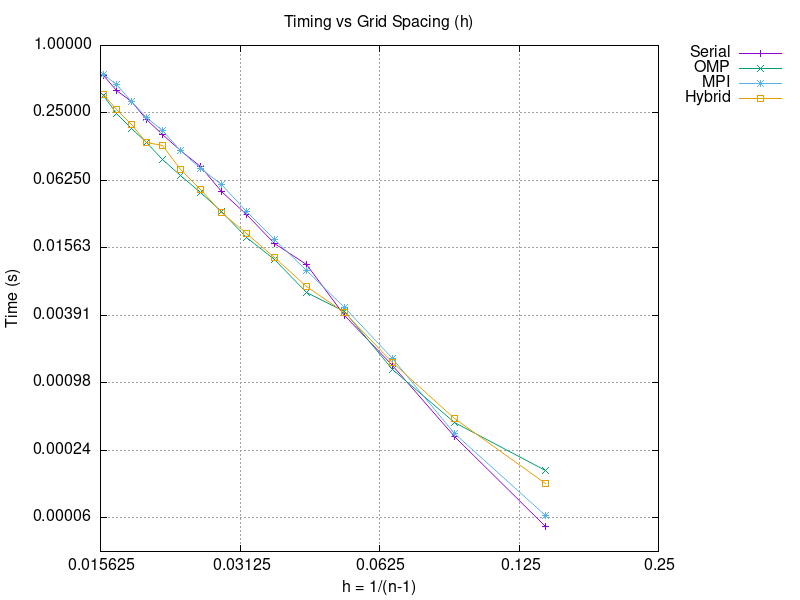 Timing vs Grid Spacing (h)
Serial
OMP
MPI
Hybrid
1.00000
0.25000
0.06250
0.01563
0.00391
0.00098
0.00024
0.00006
Time (s)
0.015625 0.03125 0.0625 0.125 0.25
h = 1/(n-1)